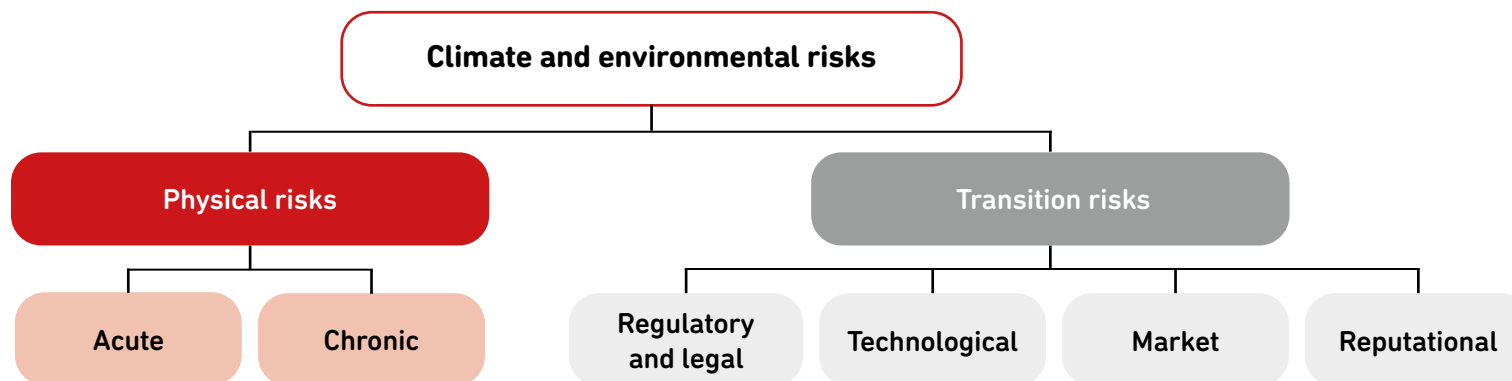 Climate and environmental risks
Physical risks
Transition risks
Acute
Chronic
Regulatory
and legal
Technological
Market
Reputational